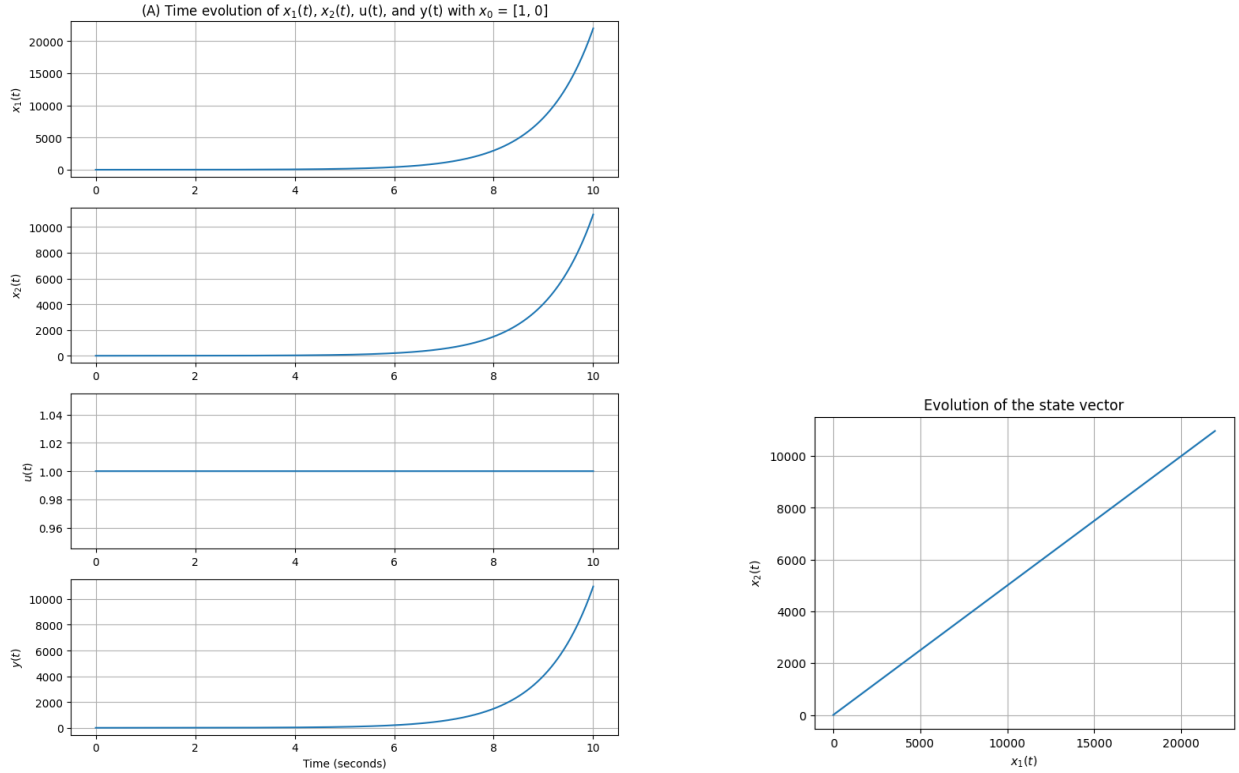 (A) Time evolution of x₁(t), x₂(t), u(t), and y(t) with x₀ = [1, 0]
20000
15000
10000
5000
0
x₁(t)
0 2 4 6 8 10
10000
8000
6000
4000
2000
0
x₂(t)
0 2 4 6 8 10
1.04
1.02
1.00
0.98
0.96
u(t)
0 2 4 6 8 10
10000
8000
6000
4000
2000
0
y(t)
0 2 4 6 8 10
Time (seconds)
Evolution of the state vector
10000
8000
6000
4000
2000
0
x₂(t)
0 5000 10000 15000 20000
x₁(t)